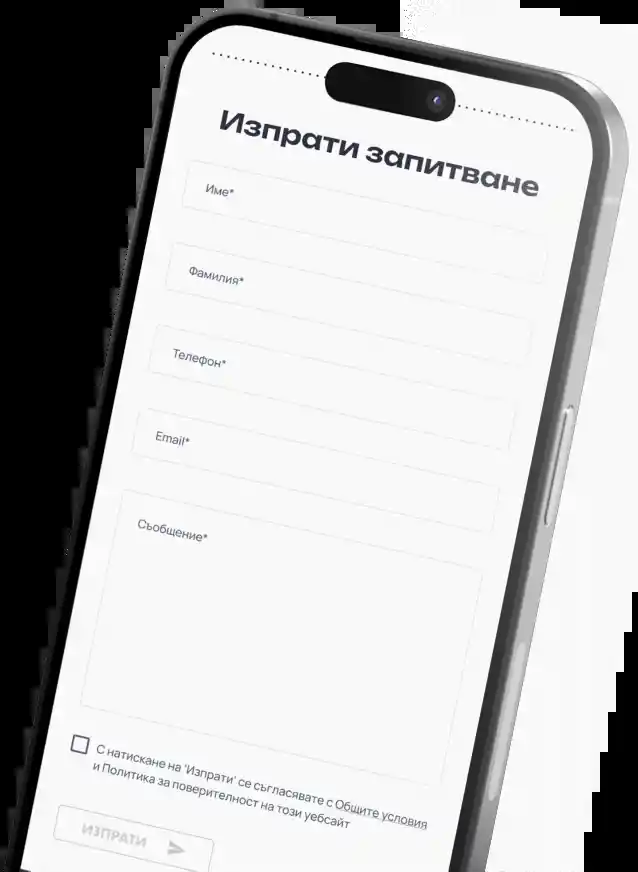 Изпрати запитване
Име*
Фамилия*
Телефон*
Email*
Съобщение*
С натискане на 'Изпрати' се съгласявате с Общите условия
и Политика за поверителност на този уебсайт
ИЗПРАТИ